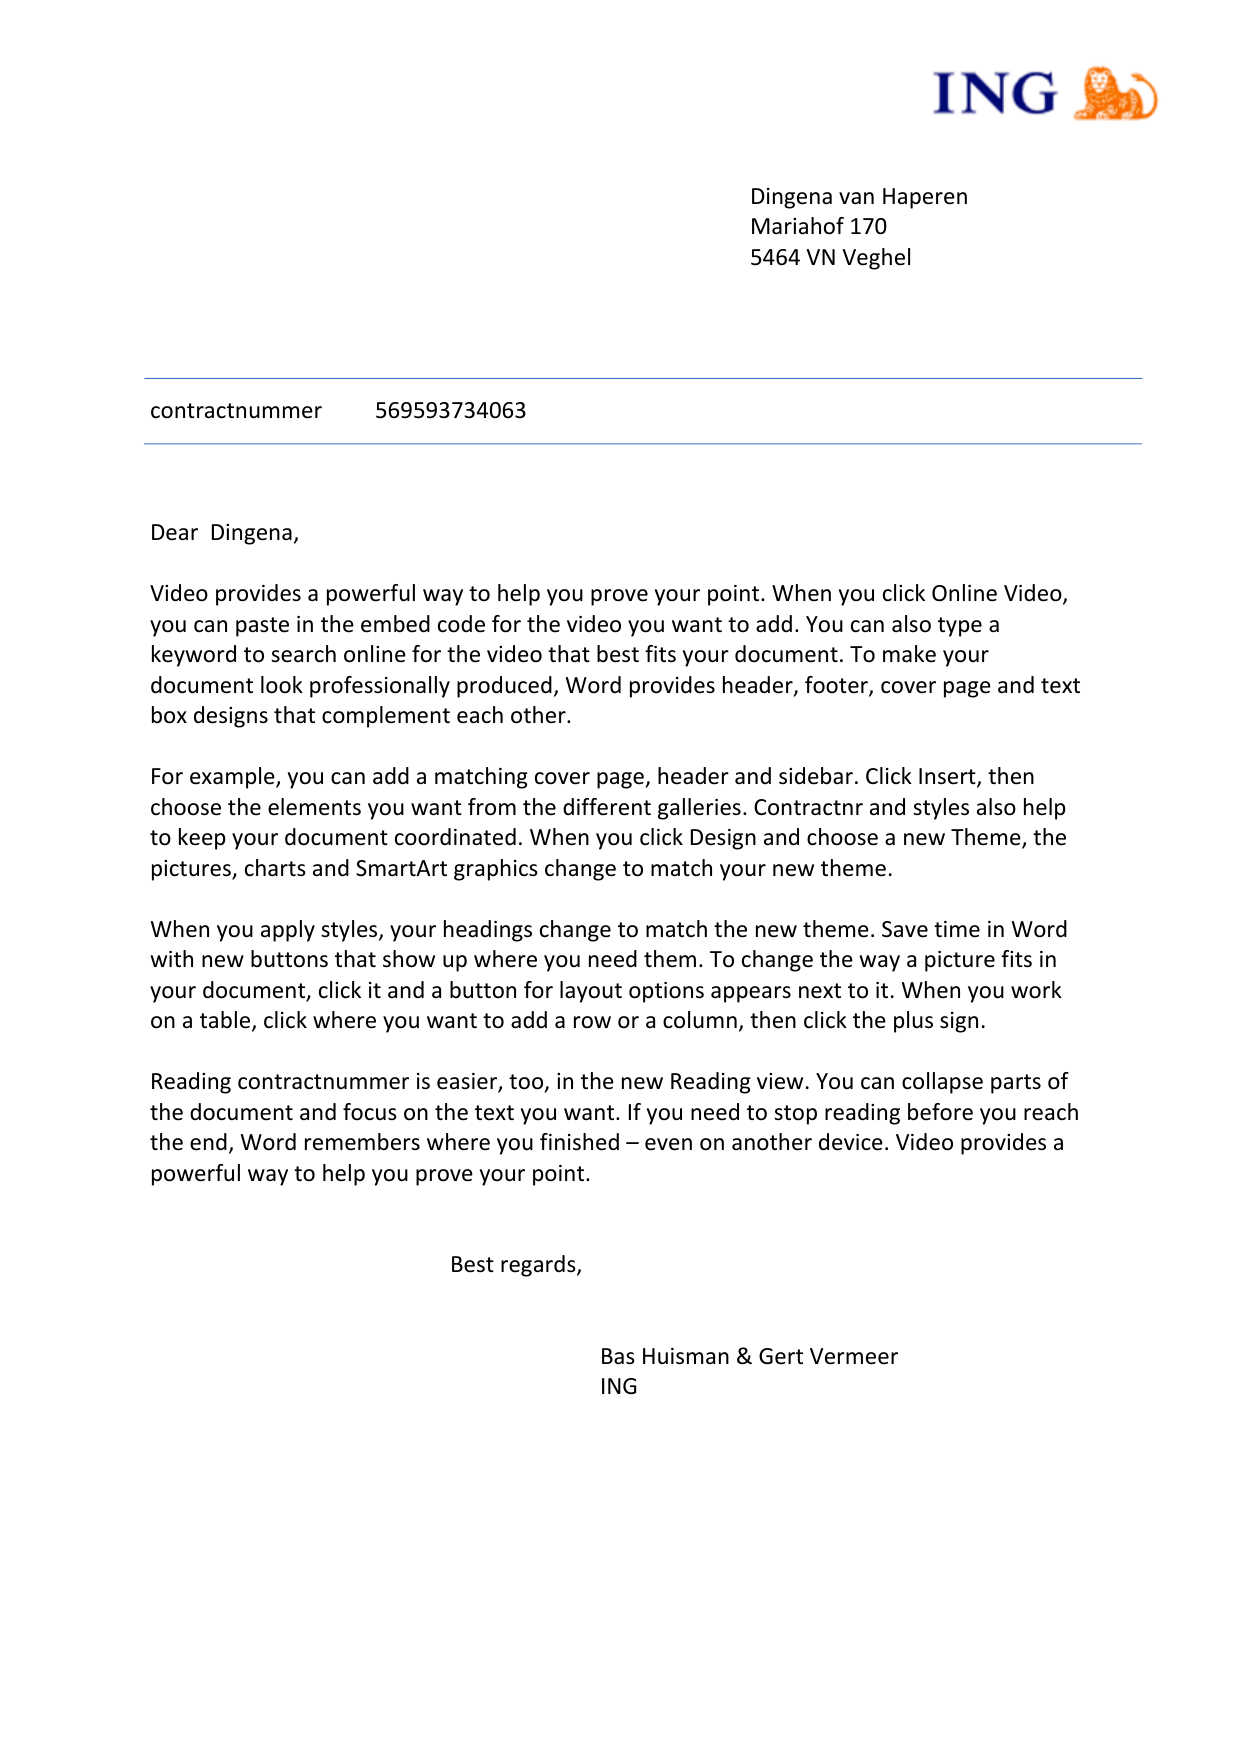 ING
Dingena van Haperen
Mariahof 170
5464 VN Veghel
contractnummer 569593734063
Dear Dingena,
Video provides a powerful way to help you prove your point. When you click Online Video,
you can paste in the embed code for the video you want to add. You can also type a
keyword to search online for the video that best fits your document. To make your
document look professionally produced, Word provides header, footer, cover page and text
box designs that complement each other.
For example, you can add a matching cover page, header and sidebar. Click Insert, then
choose the elements you want from the different galleries. Contractnr and styles also help
to keep your document coordinated. When you click Design and choose a new Theme, the
pictures, charts and SmartArt graphics change to match your new theme.
When you apply styles, your headings change to match the new theme. Save time in Word
with new buttons that show up where you need them. To change the way a picture fits in
your document, click it and a button for layout options appears next to it. When you work
on a table, click where you want to add a row or a column, then click the plus sign.
Reading contractnummer is easier, too, in the new Reading view. You can collapse parts of
the document and focus on the text you want. If you need to stop reading before you reach
the end, Word remembers where you finished – even on another device. Video provides a
powerful way to help you prove your point.
Best regards,
Bas Huisman & Gert Vermeer
ING